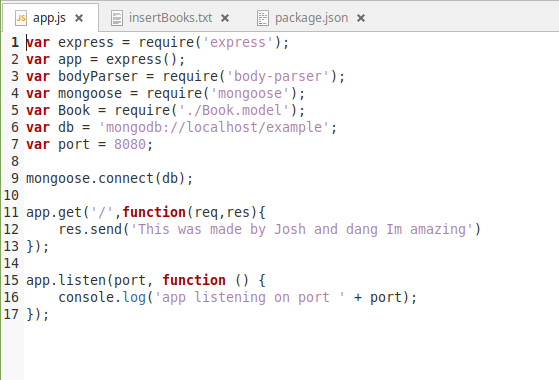 app.js
insertBooks.txt
package.json
1 var express = require('express');
2 var app = express();
3 var bodyParser = require('body-parser');
4 var mongoose = require('mongoose');
5 var Book = require('./Book.model');
6 var db = 'mongodb://localhost/example';
7 var port = 8080;
8
9 mongoose.connect(db);
10
11 app.get('/',function(req,res){
12     res.send('This was made by Josh and dang Im amazing')
13 });
14
15 app.listen(port, function () {
16     console.log('app listening on port ' + port);
17 });